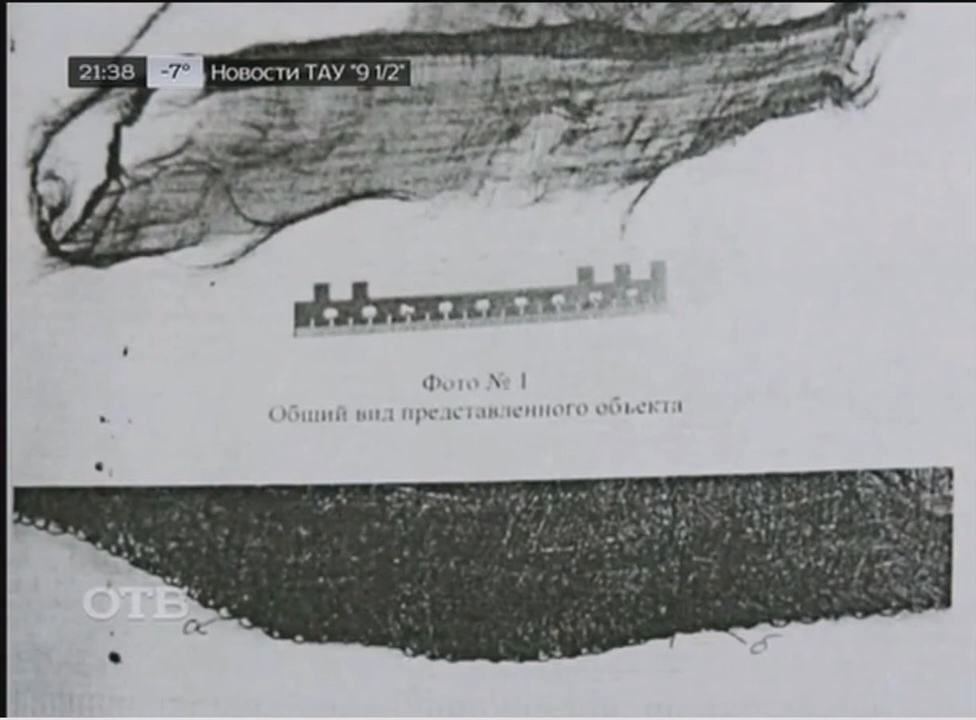 21:38 -7° Новости ТАУ "9 1/2"
Фото № 1
Общий вид представленного объекта
ОТВ
а
б